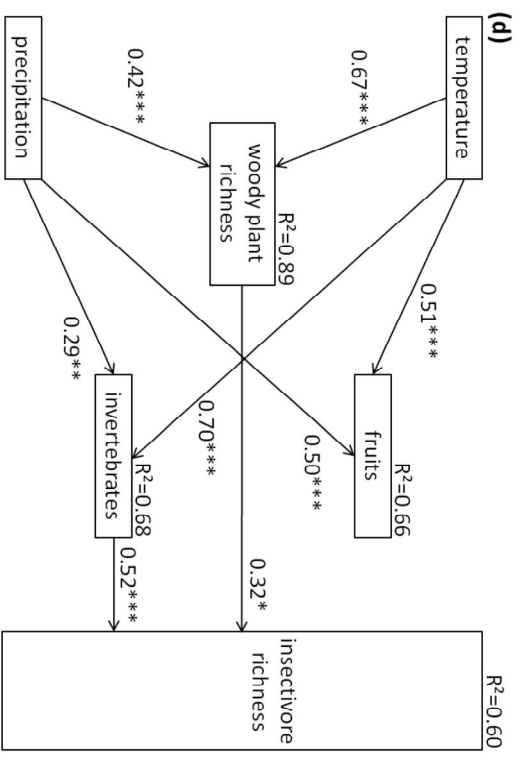 (d)
temperature
0.67***
0.51***
R²=0.66
fruits
R²=0.89
woody plant
richness
0.42***
0.50***
0.70***
precipitation
0.29**
R²=0.68
invertebrates
0.32*
0.52***
R²=0.60
insectivore
richness